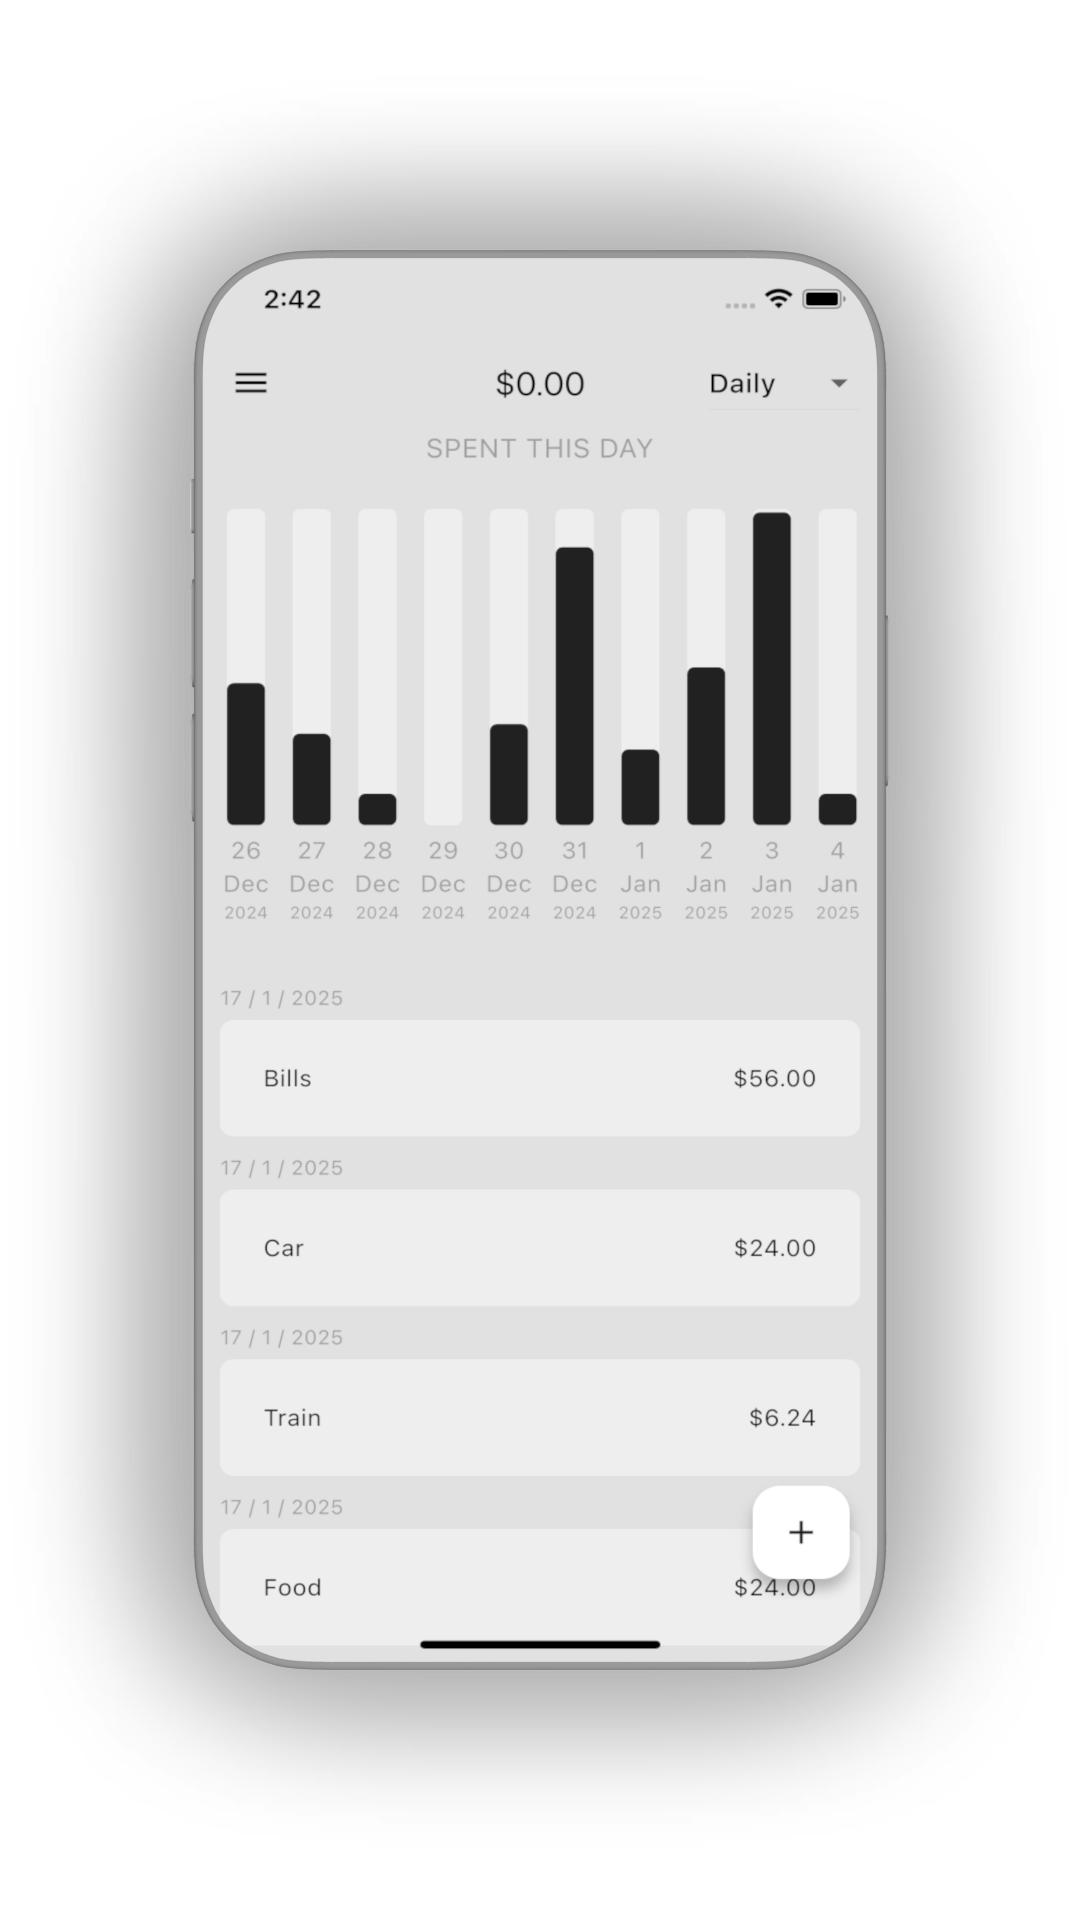 2:42
$0.00 Daily
SPENT THIS DAY
26 27 28 29 30 31 1 2 3 4
Dec Dec Dec Dec Dec Dec Jan Jan Jan Jan
2024 2024 2024 2024 2024 2024 2025 2025 2025 2025
17 / 1 / 2025
Bills $56.00
17 / 1 / 2025
Car $24.00
17 / 1 / 2025
Train $6.24
17 / 1 / 2025
+
Food $24.00